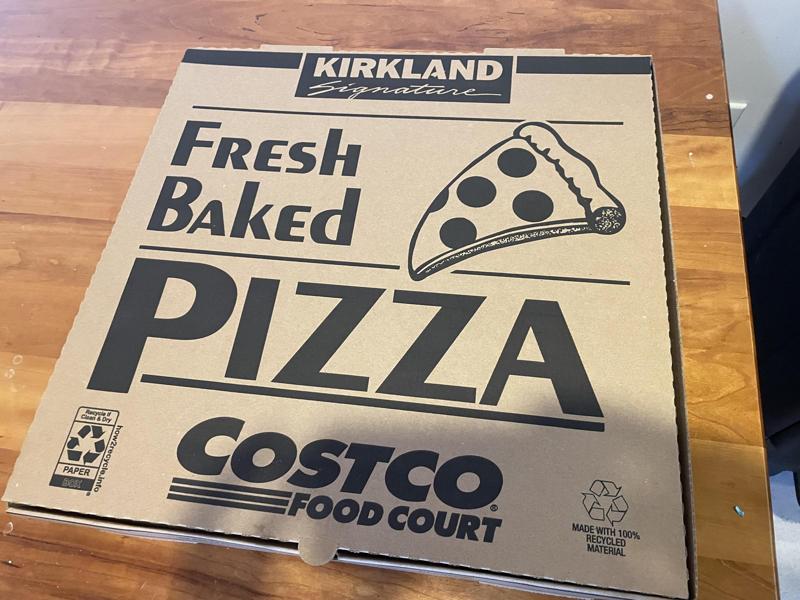 KIRKLAND
Signature
FRESH
BAKED
PIZZA
Recycle if
Clean & Dry
PAPER
BOX
how2recycle.info®
COSTCO®
FOOD COURT
MADE WITH 100%
RECYCLED
MATERIAL